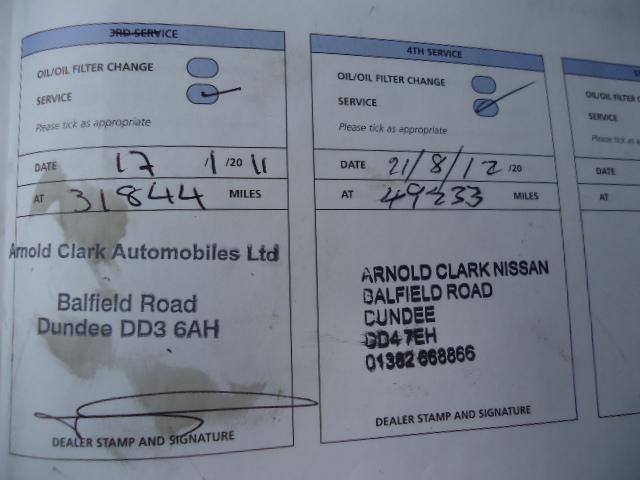 3RD SERVICE
OIL/OIL FILTER CHANGE
SERVICE
Please tick as appropriate
DATE 17 /1/20 11
AT 31844 MILES
Arnold Clark Automobiles Ltd
Balfield Road
Dundee DD3 6AH
DEALER STAMP AND SIGNATURE
4TH SERVICE
OIL/OIL FILTER CHANGE
SERVICE
Please tick as appropriate
DATE 21/8/12 /20
AT 49233 MILES
ARNOLD CLARK NISSAN
BALFIELD ROAD
DUNDEE
DD4 7EH
01382 668866
DEALER STAMP AND SIGNATURE
OIL/OIL FILTER
SERVICE
Please tick as
DATE
AT